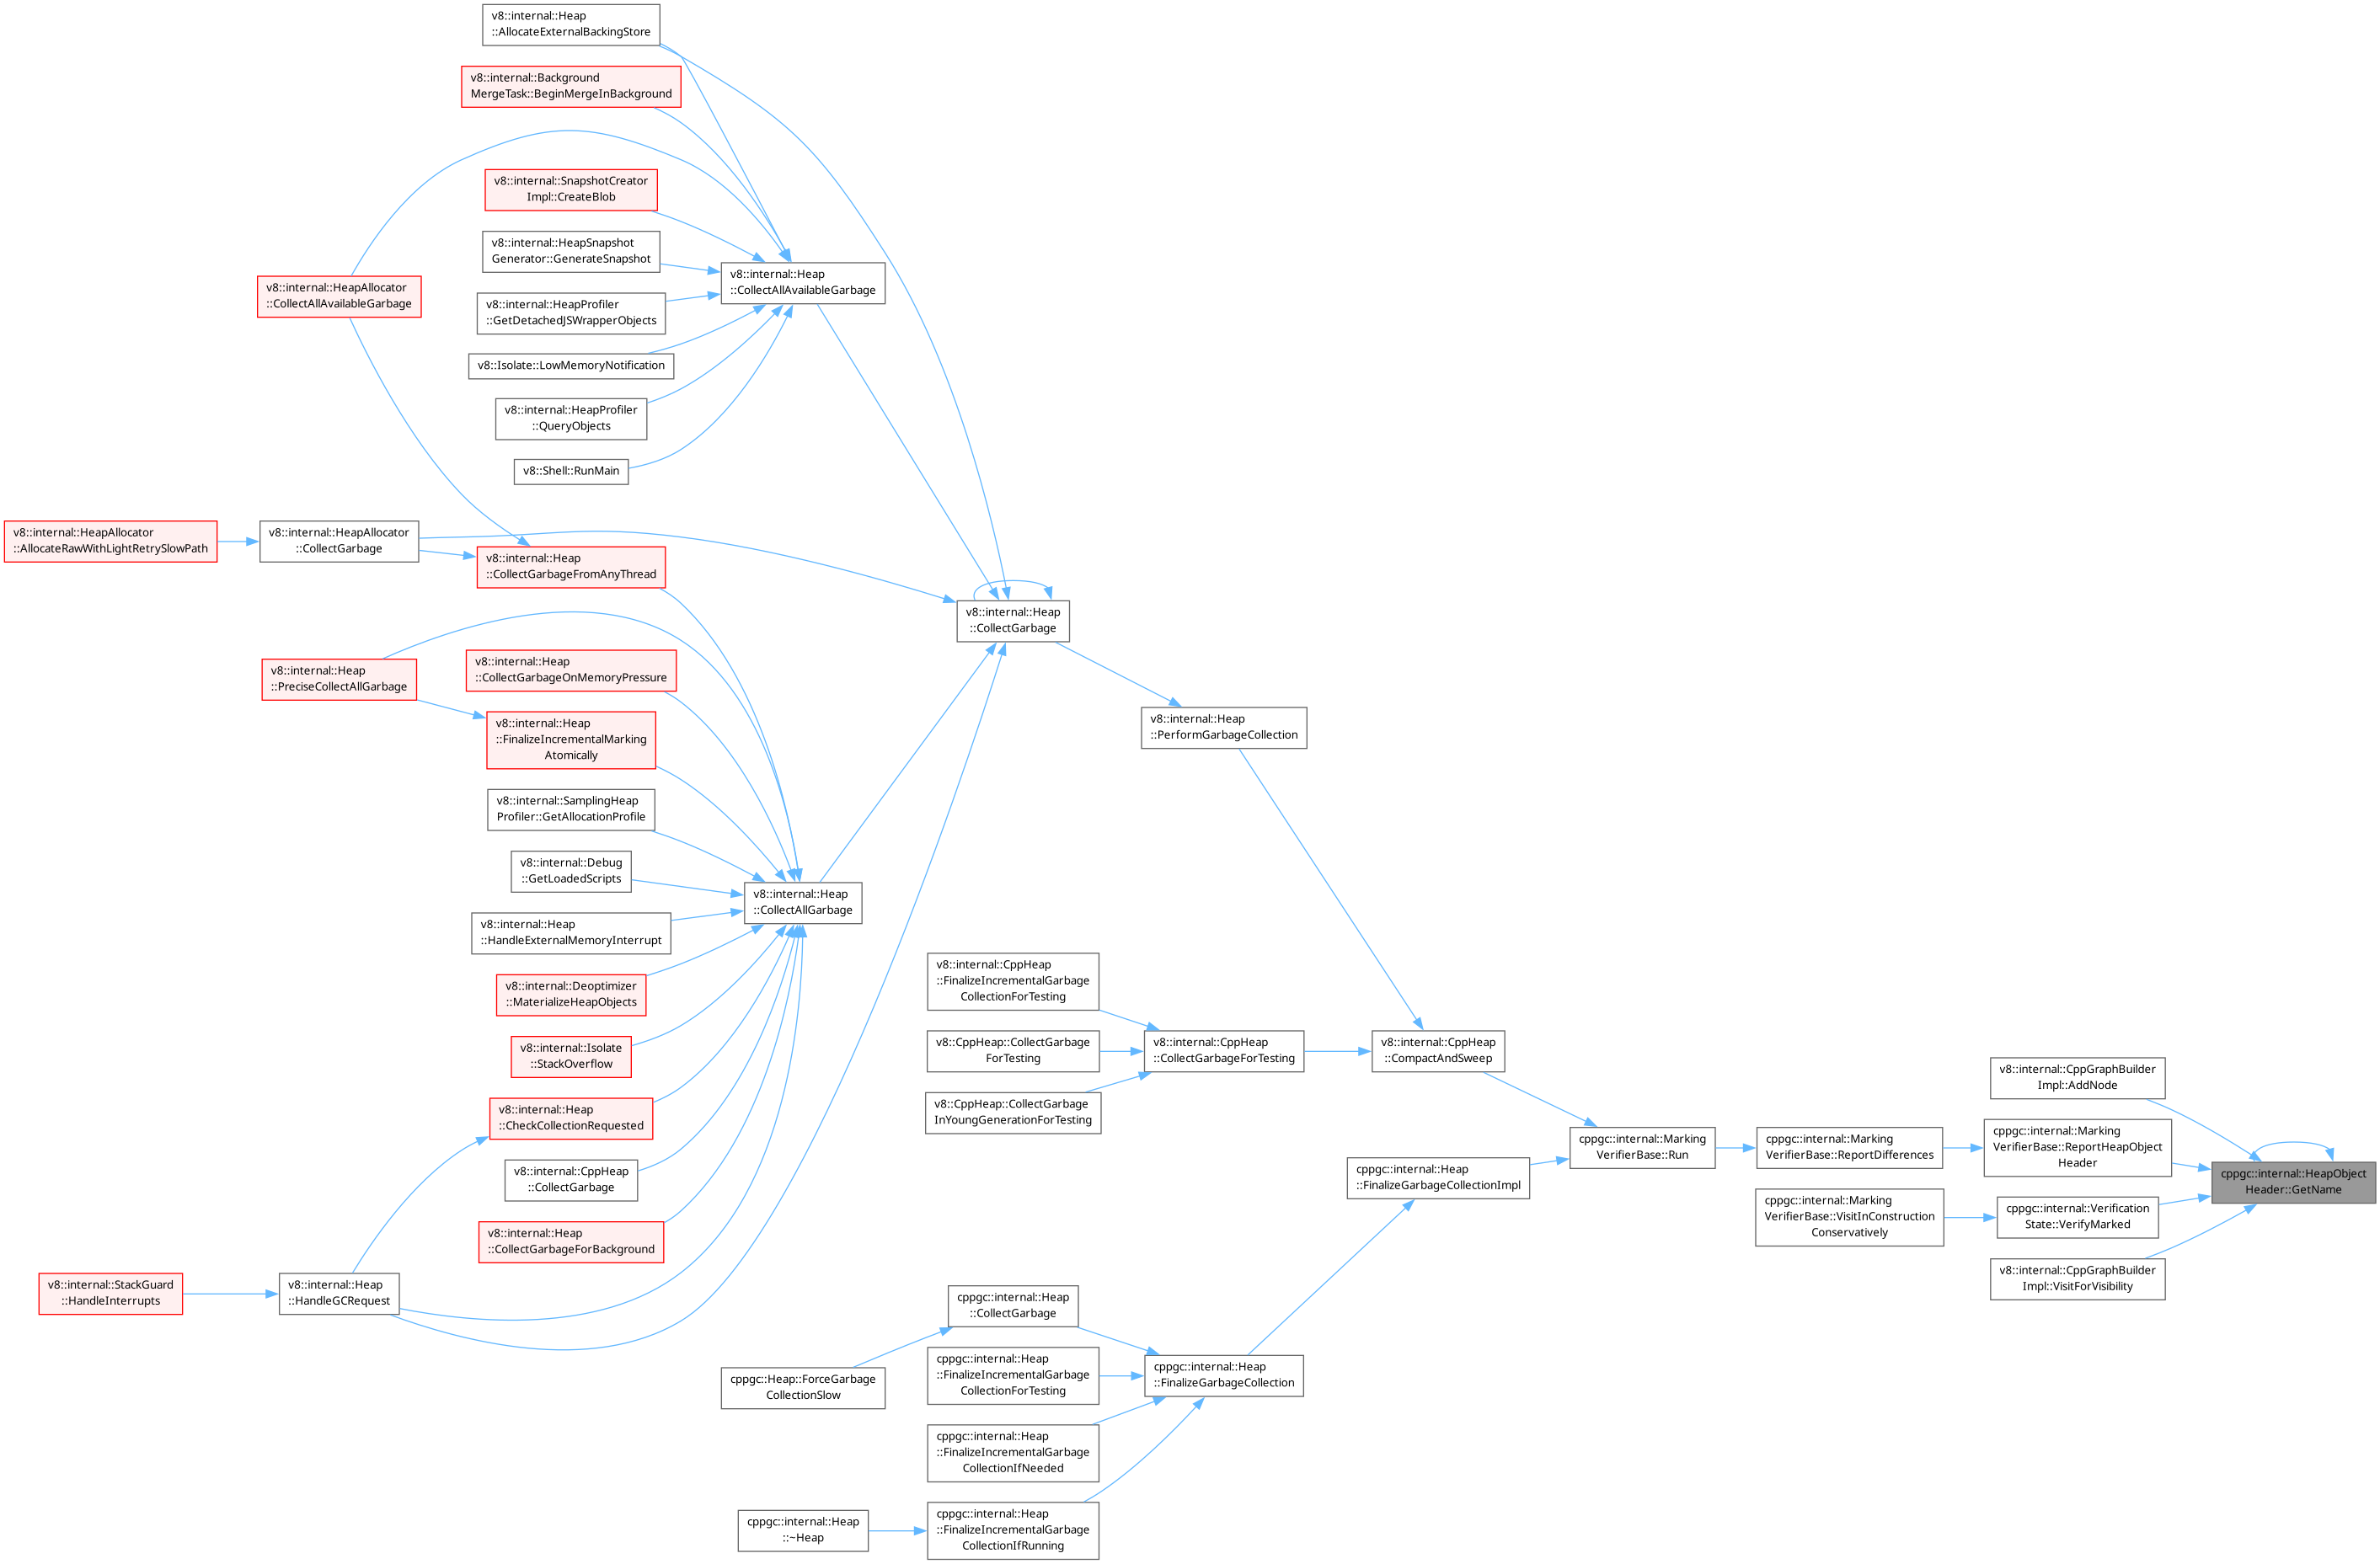 v8::internal::Heap
::AllocateExternalBackingStore
v8::internal::Background
MergeTask::BeginMergeInBackground
v8::internal::SnapshotCreator
Impl::CreateBlob
v8::internal::HeapSnapshot
Generator::GenerateSnapshot
v8::internal::HeapAllocator
::CollectAllAvailableGarbage
v8::internal::Heap
::CollectAllAvailableGarbage
v8::internal::HeapProfiler
::GetDetachedJSWrapperObjects
v8::Isolate::LowMemoryNotification
v8::internal::HeapProfiler
::QueryObjects
v8::Shell::RunMain
v8::internal::HeapAllocator
::AllocateRawWithLightRetrySlowPath
v8::internal::HeapAllocator
::CollectGarbage
v8::internal::Heap
::CollectGarbageFromAnyThread
v8::internal::Heap
::CollectGarbage
v8::internal::Heap
::PreciseCollectAllGarbage
v8::internal::Heap
::CollectGarbageOnMemoryPressure
v8::internal::Heap
::FinalizeIncrementalMarking
Atomically
v8::internal::Heap
::PerformGarbageCollection
v8::internal::SamplingHeap
Profiler::GetAllocationProfile
v8::internal::Debug
::GetLoadedScripts
v8::internal::Heap
::CollectAllGarbage
v8::internal::Heap
::HandleExternalMemoryInterrupt
v8::internal::Deoptimizer
::MaterializeHeapObjects
v8::internal::Isolate
::StackOverflow
v8::internal::Heap
::CheckCollectionRequested
v8::internal::CppHeap
::CollectGarbage
v8::internal::Heap
::CollectGarbageForBackground
v8::internal::StackGuard
::HandleInterrupts
v8::internal::Heap
::HandleGCRequest
v8::internal::CppHeap
::FinalizeIncrementalGarbage
CollectionForTesting
v8::CppHeap::CollectGarbage
ForTesting
v8::CppHeap::CollectGarbage
InYoungGenerationForTesting
v8::internal::CppHeap
::CollectGarbageForTesting
v8::internal::CppHeap
::CompactAndSweep
cppgc::internal::Heap
::FinalizeGarbageCollectionImpl
cppgc::internal::Marking
VerifierBase::Run
cppgc::internal::Marking
VerifierBase::ReportDifferences
cppgc::internal::Marking
VerifierBase::VisitInConstruction
Conservatively
v8::internal::CppGraphBuilder
Impl::AddNode
cppgc::internal::Marking
VerifierBase::ReportHeapObject
Header
cppgc::internal::Verification
State::VerifyMarked
v8::internal::CppGraphBuilder
Impl::VisitForVisibility
cppgc::internal::HeapObject
Header::GetName
cppgc::internal::Heap
::CollectGarbage
cppgc::Heap::ForceGarbage
CollectionSlow
cppgc::internal::Heap
::FinalizeIncrementalGarbage
CollectionForTesting
cppgc::internal::Heap
::FinalizeGarbageCollection
cppgc::internal::Heap
::FinalizeIncrementalGarbage
CollectionIfNeeded
cppgc::internal::Heap
::~Heap
cppgc::internal::Heap
::FinalizeIncrementalGarbage
CollectionIfRunning